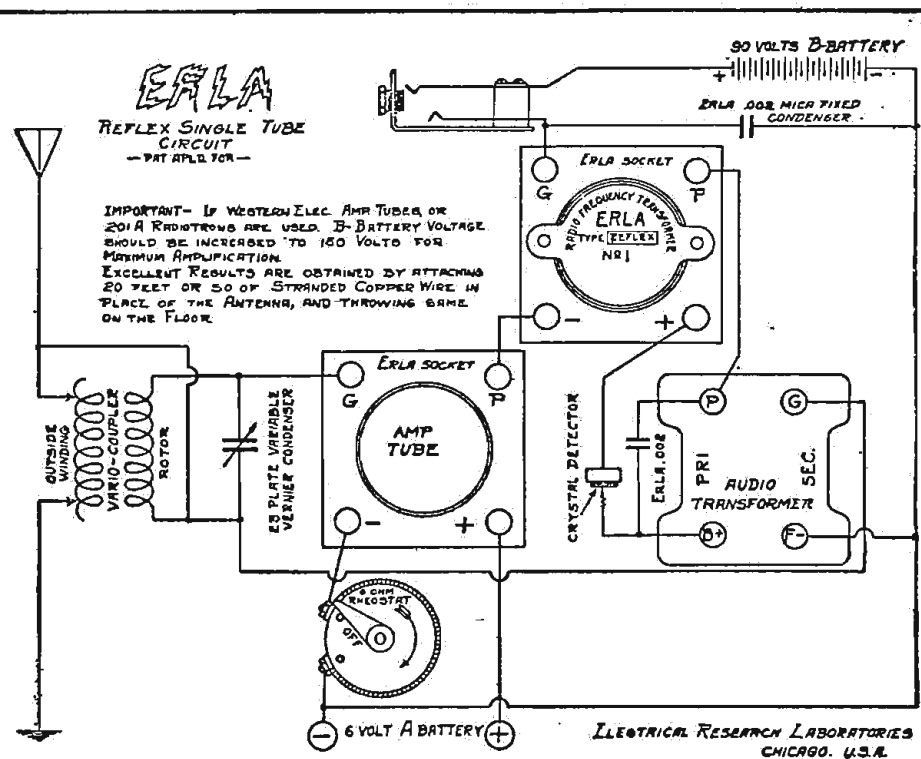 90 VOLTS B-BATTERY
+ -
ERLA
REFLEX SINGLE TUBE
CIRCUIT
— PAT APLD FOR —
ERLA .002 MICA FIXED
CONDENSER
IMPORTANT- IF WESTERN ELEC. AMP TUBES OR
201A RADIOTRONS ARE USED. B-BATTERY VOLTAGE
SHOULD BE INCREASED TO 150 VOLTS FOR
MAXIMUM AMPLIFICATION
EXCELLENT RESULTS ARE OBTAINED BY ATTACHING
20 FEET OR SO OF STRANDED COPPER WIRE IN
PLACE OF THE ANTENNA, AND THROWING SAME
ON THE FLOOR
ERLA SOCKET
G P
RADIO FREQUENCY TRANSFORMER
ERLA
TYPE REFLEX
Nº 1
- +
ERLA SOCKET
G P
AMP
TUBE
- +
OUTSIDE
WINDING
VARIO-COUPLER
ROTOR
23 PLATE VARIABLE
VERNIER CONDENSER
CRYSTAL DETECTOR
ERLA .002
P G
PRI SEC.
AUDIO
TRANSFORMER
B+ F-
6 OHM
RHEOSTAT
OFF
- 6 VOLT A BATTERY +
ELECTRICAL RESEARCH LABORATORIES
CHICAGO. U.S.A.